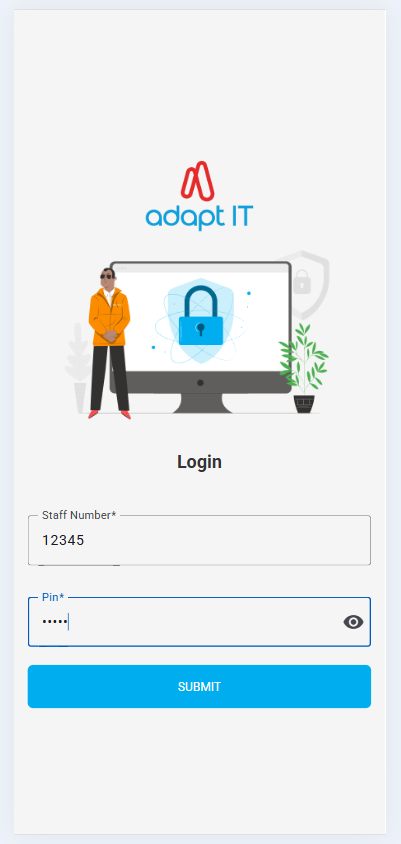 adapt IT
Login
Staff Number*
12345
Pin*
•••••
SUBMIT